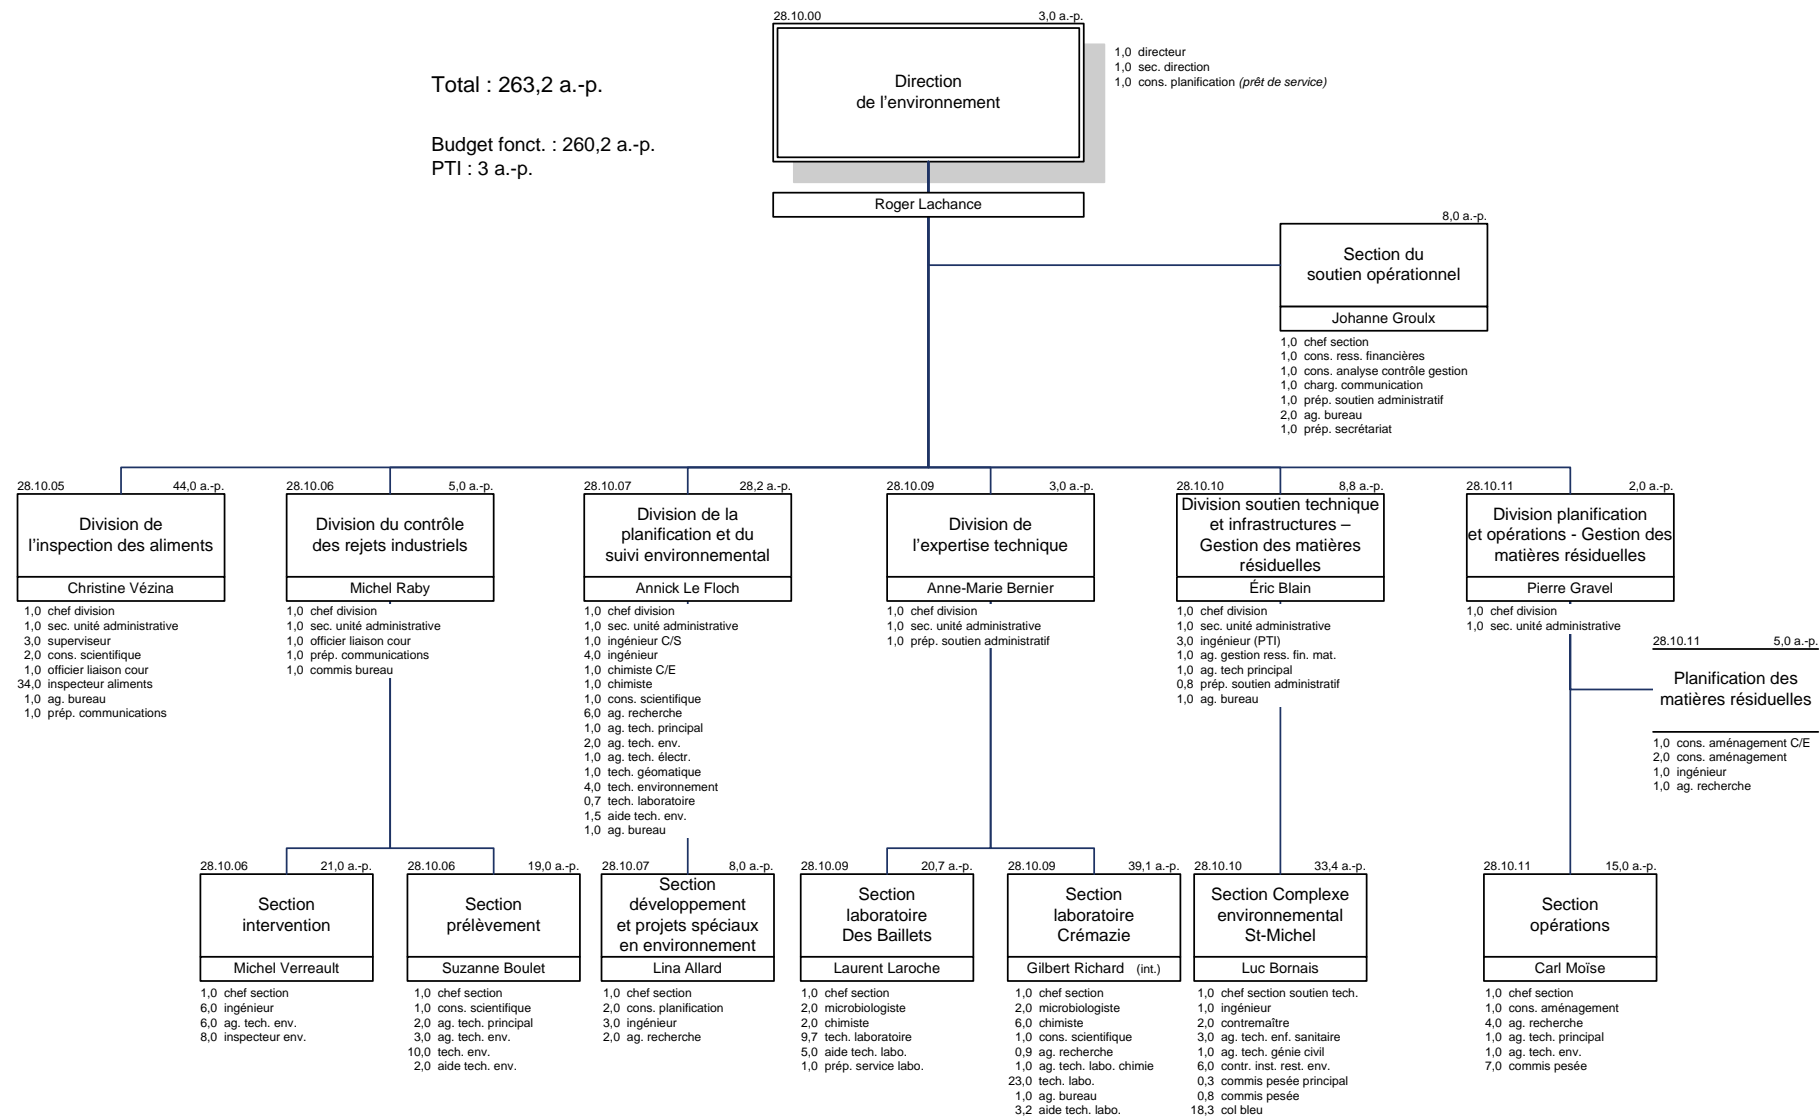 28.10.00 3,0 a.-p.
Direction
de l'environnement
Roger Lachance
1,0 directeur
1,0 sec. direction
1,0 cons. planification (prêt de service)
Total : 263,2 a.-p.
Budget fonct. : 260,2 a.-p.
PTI : 3 a.-p.
8,0 a.-p.
Section du
soutien opérationnel
Johanne Groulx
1,0 chef section
1,0 cons. ress. financières
1,0 cons. analyse contrôle gestion
1,0 charg. communication
1,0 prép. soutien administratif
2,0 ag. bureau
1,0 prép. secrétariat
28.10.05 44,0 a.-p.
Division de
l'inspection des aliments
Christine Vézina
1,0 chef division
1,0 sec. unité administrative
3,0 superviseur
2,0 cons. scientifique
1,0 officier liaison cour
34,0 inspecteur aliments
1,0 ag. bureau
1,0 prép. communications
28.10.06 5,0 a.-p.
Division du contrôle
des rejets industriels
Michel Raby
1,0 chef division
1,0 sec. unité administrative
1,0 officier liaison cour
1,0 prép. communications
1,0 commis bureau
28.10.07 28,2 a.-p.
Division de la
planification et du
suivi environnemental
Annick Le Floch
1,0 chef division
1,0 sec. unité administrative
1,0 ingénieur C/S
4,0 ingénieur
1,0 chimiste C/E
1,0 chimiste
1,0 cons. scientifique
6,0 ag. recherche
1,0 ag. tech. principal
2,0 ag. tech. env.
1,0 ag. tech. électr.
1,0 tech. géomatique
4,0 tech. environnement
0,7 tech. laboratoire
1,5 aide tech. env.
1,0 ag. bureau
28.10.09 3,0 a.-p.
Division de
l'expertise technique
Anne-Marie Bernier
1,0 chef division
1,0 sec. unité administrative
1,0 prép. soutien administratif
28.10.10 8,8 a.-p.
Division soutien technique
et infrastructures –
Gestion des matières
résiduelles
Éric Blain
1,0 chef division
1,0 sec. unité administrative
3,0 ingénieur (PTI)
1,0 ag. gestion ress. fin. mat.
1,0 ag. tech principal
0,8 prép. soutien administratif
1,0 ag. bureau
28.10.11 2,0 a.-p.
Division planification
et opérations - Gestion des
matières résiduelles
Pierre Gravel
1,0 chef division
1,0 sec. unité administrative
28.10.11 5,0 a.-p.
Planification des
matières résiduelles
1,0 cons. aménagement C/E
2,0 cons. aménagement
1,0 ingénieur
1,0 ag. recherche
28.10.06 21,0 a.-p.
Section
intervention
Michel Verreault
1,0 chef section
6,0 ingénieur
6,0 ag. tech. env.
8,0 inspecteur env.
28.10.06 19,0 a.-p.
Section
prélèvement
Suzanne Boulet
1,0 chef section
1,0 cons. scientifique
2,0 ag. tech. principal
3,0 ag. tech. env.
10,0 tech. env.
2,0 aide tech. env.
28.10.07 8,0 a.-p.
Section
développement
et projets spéciaux
en environnement
Lina Allard
1,0 chef section
2,0 cons. planification
3,0 ingénieur
2,0 ag. recherche
28.10.09 20,7 a.-p.
Section
laboratoire
Des Baillets
Laurent Laroche
1,0 chef section
2,0 microbiologiste
2,0 chimiste
9,7 tech. laboratoire
5,0 aide tech. labo.
1,0 prép. service labo.
28.10.09 39,1 a.-p.
Section
laboratoire
Crémazie
Gilbert Richard (int.)
1,0 chef section
2,0 microbiologiste
6,0 chimiste
1,0 cons. scientifique
0,9 ag. recherche
1,0 ag. tech. labo. chimie
23,0 tech. labo.
1,0 ag. bureau
3,2 aide tech. labo.
28.10.10 33,4 a.-p.
Section Complexe
environnemental
St-Michel
Luc Bornais
1,0 chef section soutien tech.
1,0 ingénieur
2,0 contremaître
3,0 ag. tech. enf. sanitaire
1,0 ag. tech. génie civil
6,0 contr. inst. rest. env.
0,3 commis pesée principal
0,8 commis pesée
18,3 col bleu
28.10.11 15,0 a.-p.
Section
opérations
Carl Moïse
1,0 chef section
1,0 cons. aménagement
4,0 ag. recherche
1,0 ag. tech. principal
1,0 ag. tech. env.
7,0 commis pesée